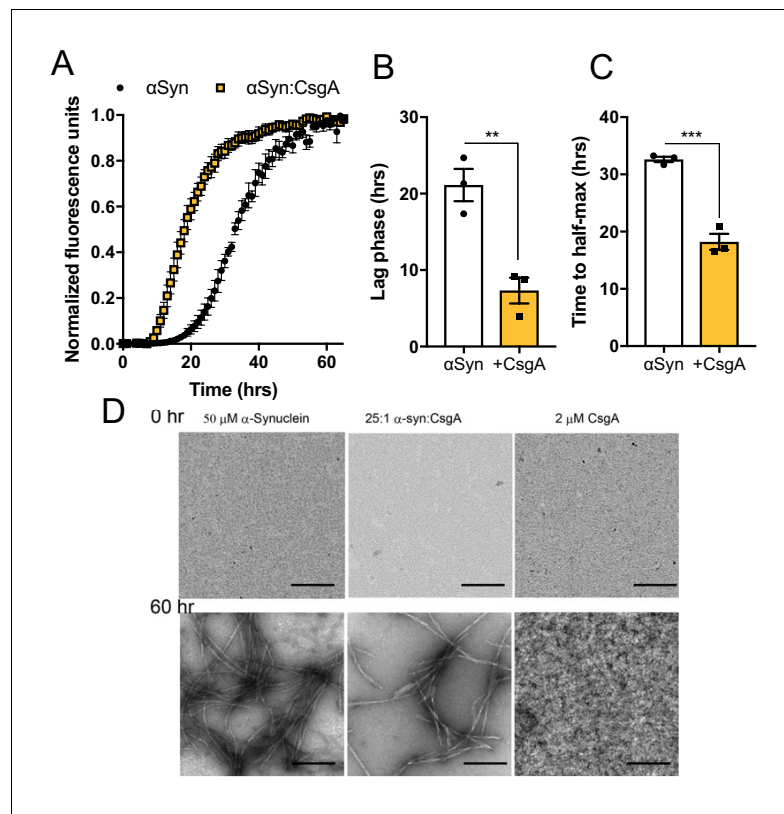 A
αSyn
αSyn:CsgA
Normalized fluorescence units
1.0
0.8
0.6
0.4
0.2
0.0
0 20 40 60
Time (hrs)
B
**
Lag phase (hrs)
30
20
10
0
αSyn +CsgA
C
***
Time to half-max (hrs)
40
30
20
10
0
αSyn +CsgA
D
0 hr
50 μM α-Synuclein
25:1 α-syn:CsgA
2 μM CsgA
60 hr